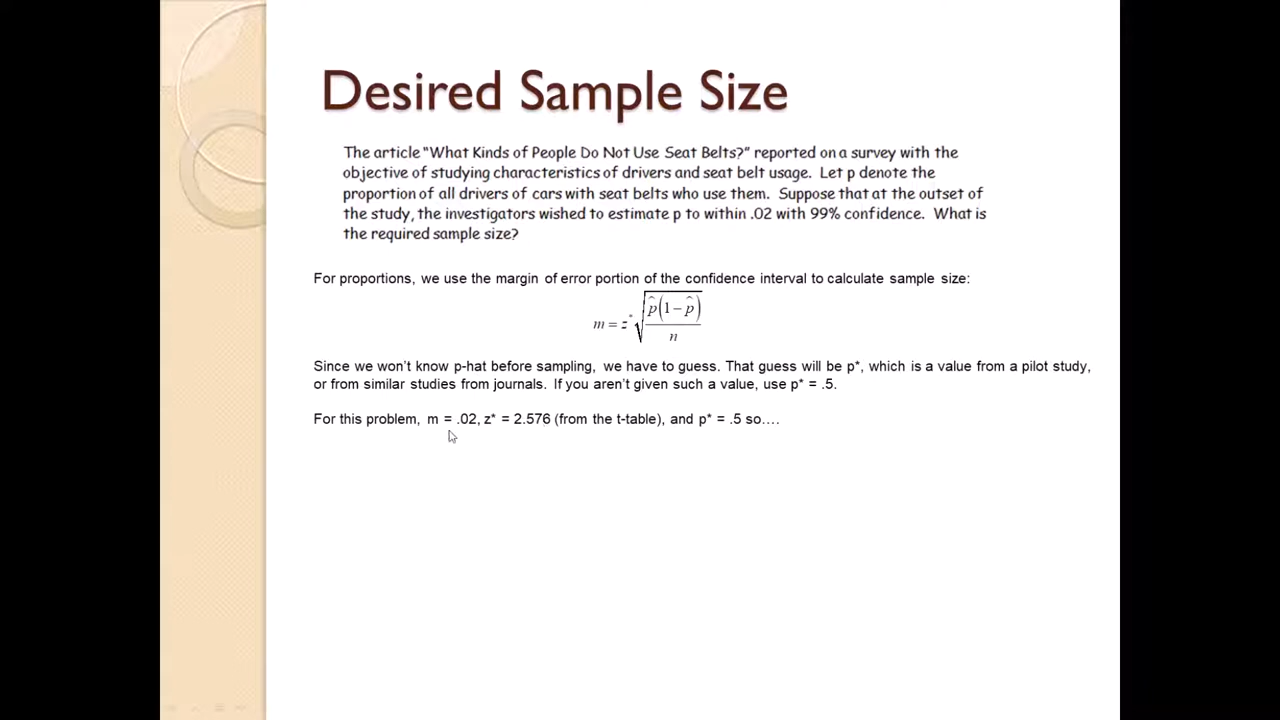 Desired Sample Size
The article “What Kinds of People Do Not Use Seat Belts?” reported on a survey with the
objective of studying characteristics of drivers and seat belt usage.  Let p denote the
proportion of all drivers of cars with seat belts who use them.  Suppose that at the outset of
the study, the investigators wished to estimate p to within .02 with 99% confidence.  What is
the required sample size?
For proportions, we use the margin of error portion of the confidence interval to calculate sample size:
m = z* √(p̂(1 − p̂)/n)
Since we won’t know p-hat before sampling, we have to guess. That guess will be p*, which is a value from a pilot study,
or from similar studies from journals.  If you aren’t given such a value, use p* = .5.
For this problem, m = .02, z* = 2.576 (from the t-table), and p* = .5 so….